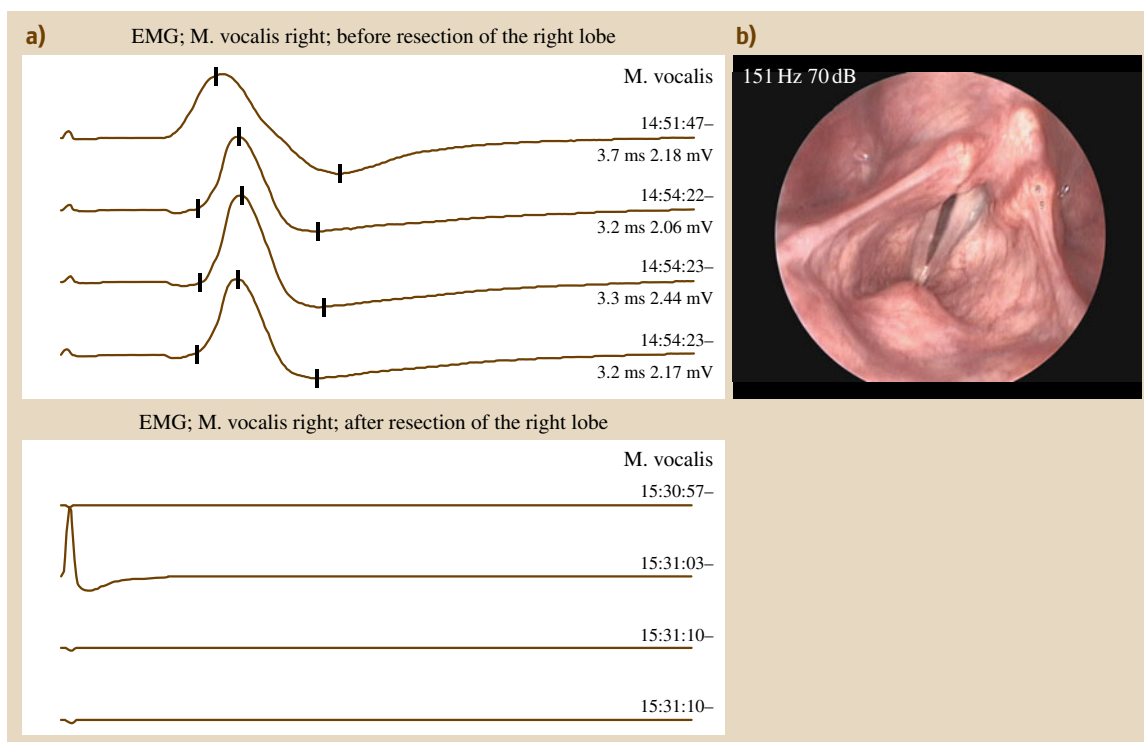 a)
EMG; M. vocalis right; before resection of the right lobe
M. vocalis
14:51:47–
3.7 ms 2.18 mV
14:54:22–
3.2 ms 2.06 mV
14:54:23–
3.3 ms 2.44 mV
14:54:23–
3.2 ms 2.17 mV
EMG; M. vocalis right; after resection of the right lobe
M. vocalis
15:30:57–
15:31:03–
15:31:10–
15:31:10–
b)
151 Hz 70 dB